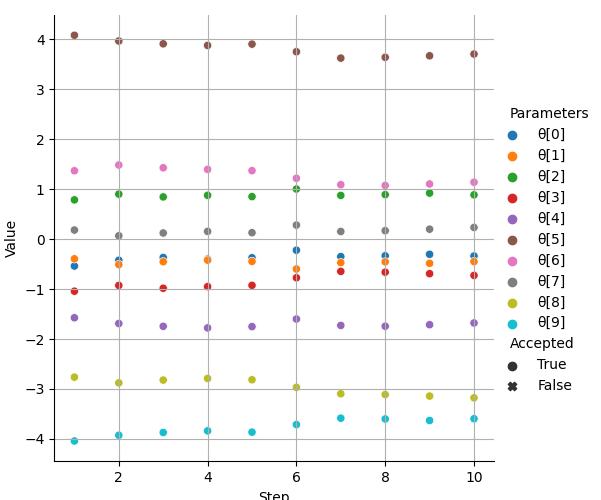 4
3
2
1
0
−1
−2
−3
−4
Value
2
4
6
8
10
Step
Parameters
θ[0]
θ[1]
θ[2]
θ[3]
θ[4]
θ[5]
θ[6]
θ[7]
θ[8]
θ[9]
Accepted
True
False